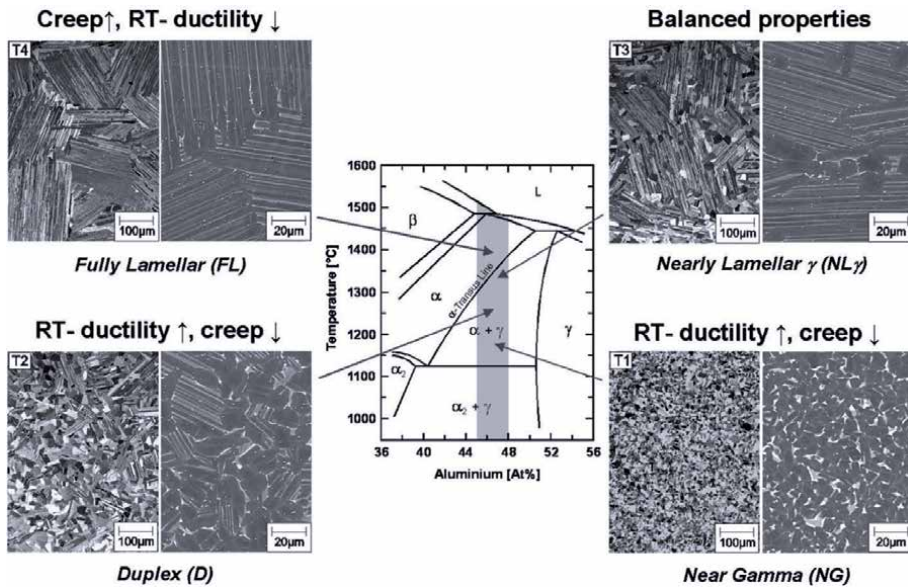 Creep↑, RT- ductility ↓
T4
100µm
20µm
Fully Lamellar (FL)
Balanced properties
T3
100µm
20µm
Nearly Lamellar γ (NLγ)
1600
1500
1400
1300
1200
1100
1000
Temperature [°C]
L
β
α
α-Transus Line
α + γ
γ
α₂
α₂ + γ
36
40
44
48
52
56
Aluminium [At%]
RT- ductility ↑, creep ↓
T2
100µm
20µm
Duplex (D)
RT- ductility ↑, creep ↓
T1
100µm
20µm
Near Gamma (NG)